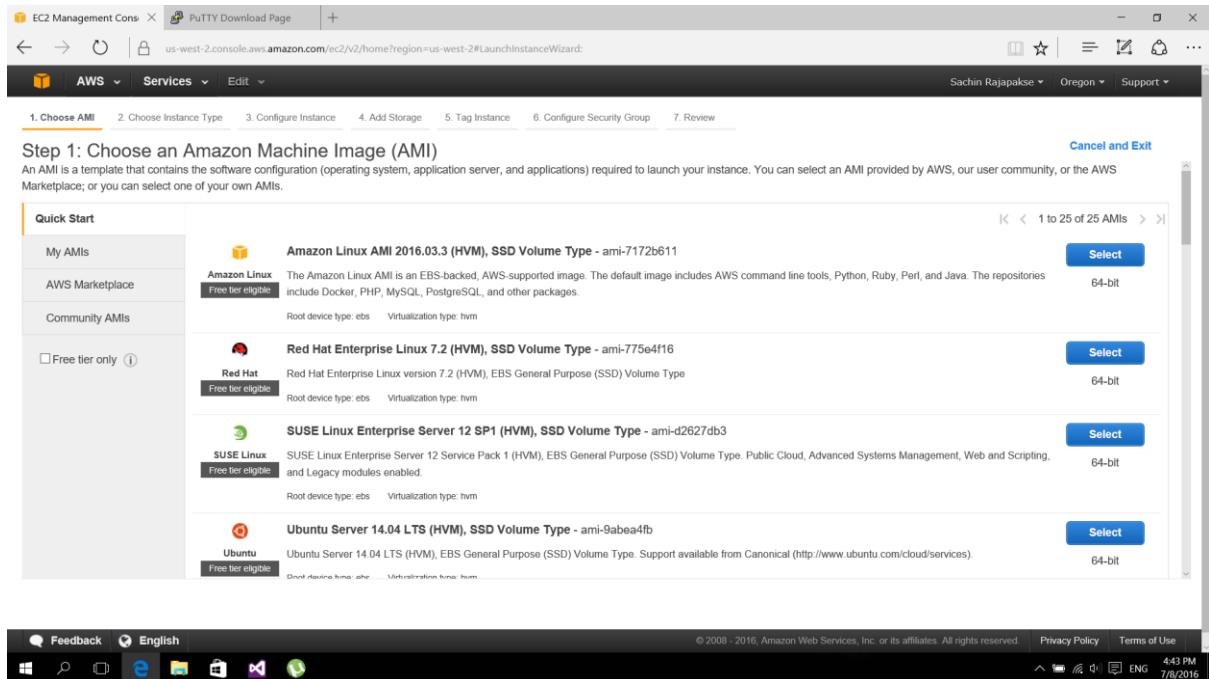 EC2 Management Cons
PuTTY Download Page
us-west-2.console.aws.amazon.com/ec2/v2/home?region=us-west-2#LaunchInstanceWizard:
AWS Services Edit Sachin Rajapakse Oregon Support
1. Choose AMI 2. Choose Instance Type 3. Configure Instance 4. Add Storage 5. Tag Instance 6. Configure Security Group 7. Review
Step 1: Choose an Amazon Machine Image (AMI)
Cancel and Exit
An AMI is a template that contains the software configuration (operating system, application server, and applications) required to launch your instance. You can select an AMI provided by AWS, our user community, or the AWS
Marketplace; or you can select one of your own AMIs.
Quick Start
My AMIs
AWS Marketplace
Community AMIs
Free tier only
1 to 25 of 25 AMIs
Amazon Linux
Free tier eligible
Amazon Linux AMI 2016.03.3 (HVM), SSD Volume Type - ami-7172b611
The Amazon Linux AMI is an EBS-backed, AWS-supported image. The default image includes AWS command line tools, Python, Ruby, Perl, and Java. The repositories
include Docker, PHP, MySQL, PostgreSQL, and other packages.
Root device type: ebs Virtualization type: hvm
Select
64-bit
Red Hat
Free tier eligible
Red Hat Enterprise Linux 7.2 (HVM), SSD Volume Type - ami-775e4f16
Red Hat Enterprise Linux version 7.2 (HVM), EBS General Purpose (SSD) Volume Type
Root device type: ebs Virtualization type: hvm
Select
64-bit
SUSE Linux
Free tier eligible
SUSE Linux Enterprise Server 12 SP1 (HVM), SSD Volume Type - ami-d2627db3
SUSE Linux Enterprise Server 12 Service Pack 1 (HVM), EBS General Purpose (SSD) Volume Type. Public Cloud, Advanced Systems Management, Web and Scripting,
and Legacy modules enabled.
Root device type: ebs Virtualization type: hvm
Select
64-bit
Ubuntu
Free tier eligible
Ubuntu Server 14.04 LTS (HVM), SSD Volume Type - ami-9abea4fb
Ubuntu Server 14.04 LTS (HVM), EBS General Purpose (SSD) Volume Type. Support available from Canonical (http://www.ubuntu.com/cloud/services).
Root device type: ebs Virtualization type: hvm
Select
64-bit
Feedback English
© 2008 - 2016, Amazon Web Services, Inc. or its affiliates. All rights reserved. Privacy Policy Terms of Use
ENG
4:43 PM
7/8/2016